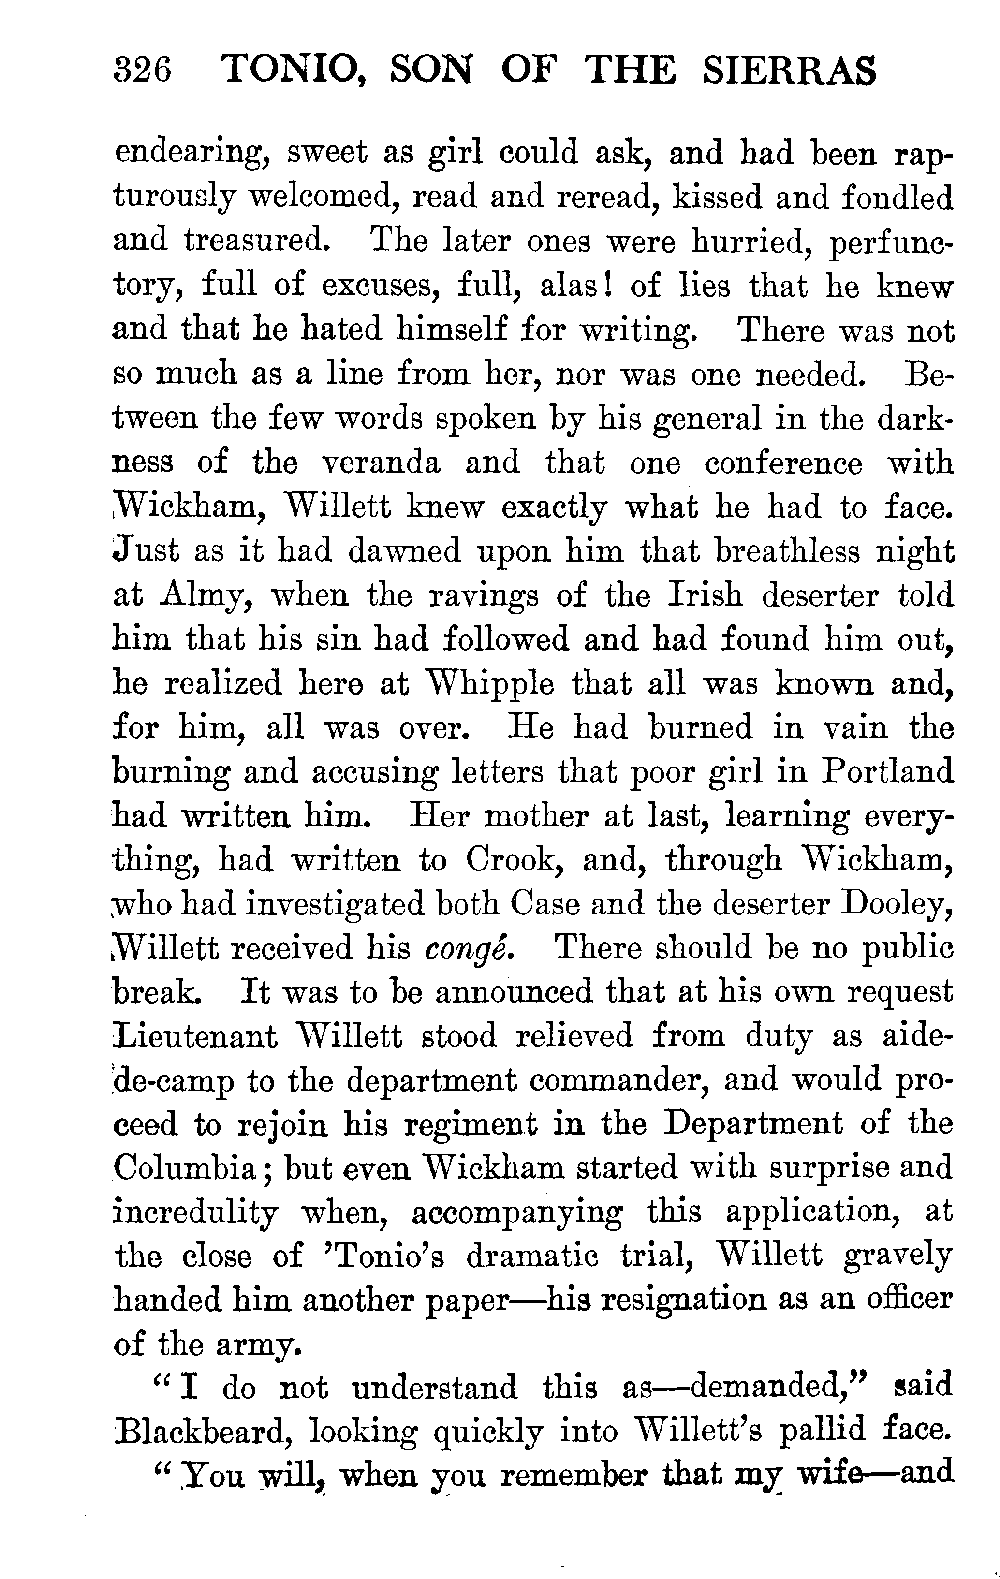 326 TONIO, SON OF THE SIERRAS
endearing, sweet as girl could ask, and had been rap-
turously welcomed, read and reread, kissed and fondled
and treasured. The later ones were hurried, perfunc-
tory, full of excuses, full, alas! of lies that he knew
and that he hated himself for writing. There was not
so much as a line from her, nor was one needed. Be-
tween the few words spoken by his general in the dark-
ness of the veranda and that one conference with
Wickham, Willett knew exactly what he had to face.
Just as it had dawned upon him that breathless night
at Almy, when the ravings of the Irish deserter told
him that his sin had followed and had found him out,
he realized here at Whipple that all was known and,
for him, all was over. He had burned in vain the
burning and accusing letters that poor girl in Portland
had written him. Her mother at last, learning every-
thing, had written to Crook, and, through Wickham,
who had investigated both Case and the deserter Dooley,
Willett received his congé. There should be no public
break. It was to be announced that at his own request
Lieutenant Willett stood relieved from duty as aide-
de-camp to the department commander, and would pro-
ceed to rejoin his regiment in the Department of the
Columbia; but even Wickham started with surprise and
incredulity when, accompanying this application, at
the close of 'Tonio's dramatic trial, Willett gravely
handed him another paper—his resignation as an officer
of the army.
"I do not understand this as—demanded," said
Blackbeard, looking quickly into Willett's pallid face.
"You will, when you remember that my wife—and